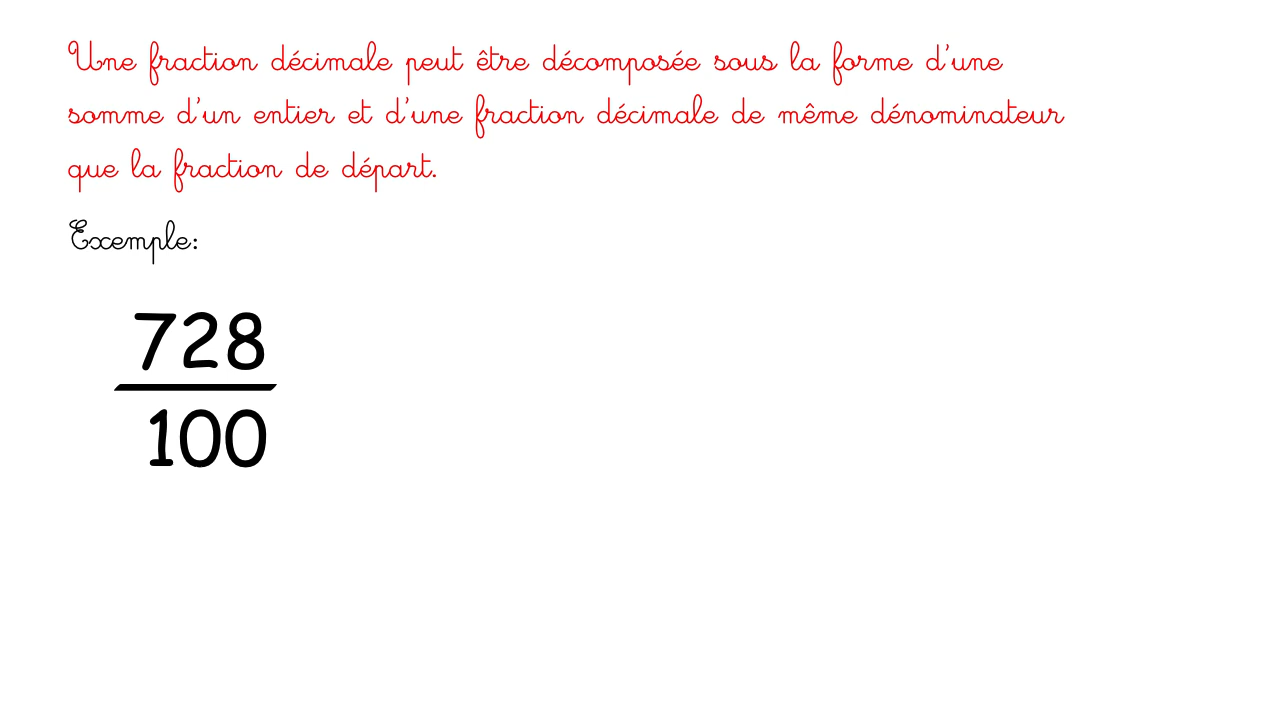 Une fraction décimale peut être décomposée sous la forme d'une
somme d'un entier et d'une fraction décimale de même dénominateur
que la fraction de départ.
Exemple:
728
100